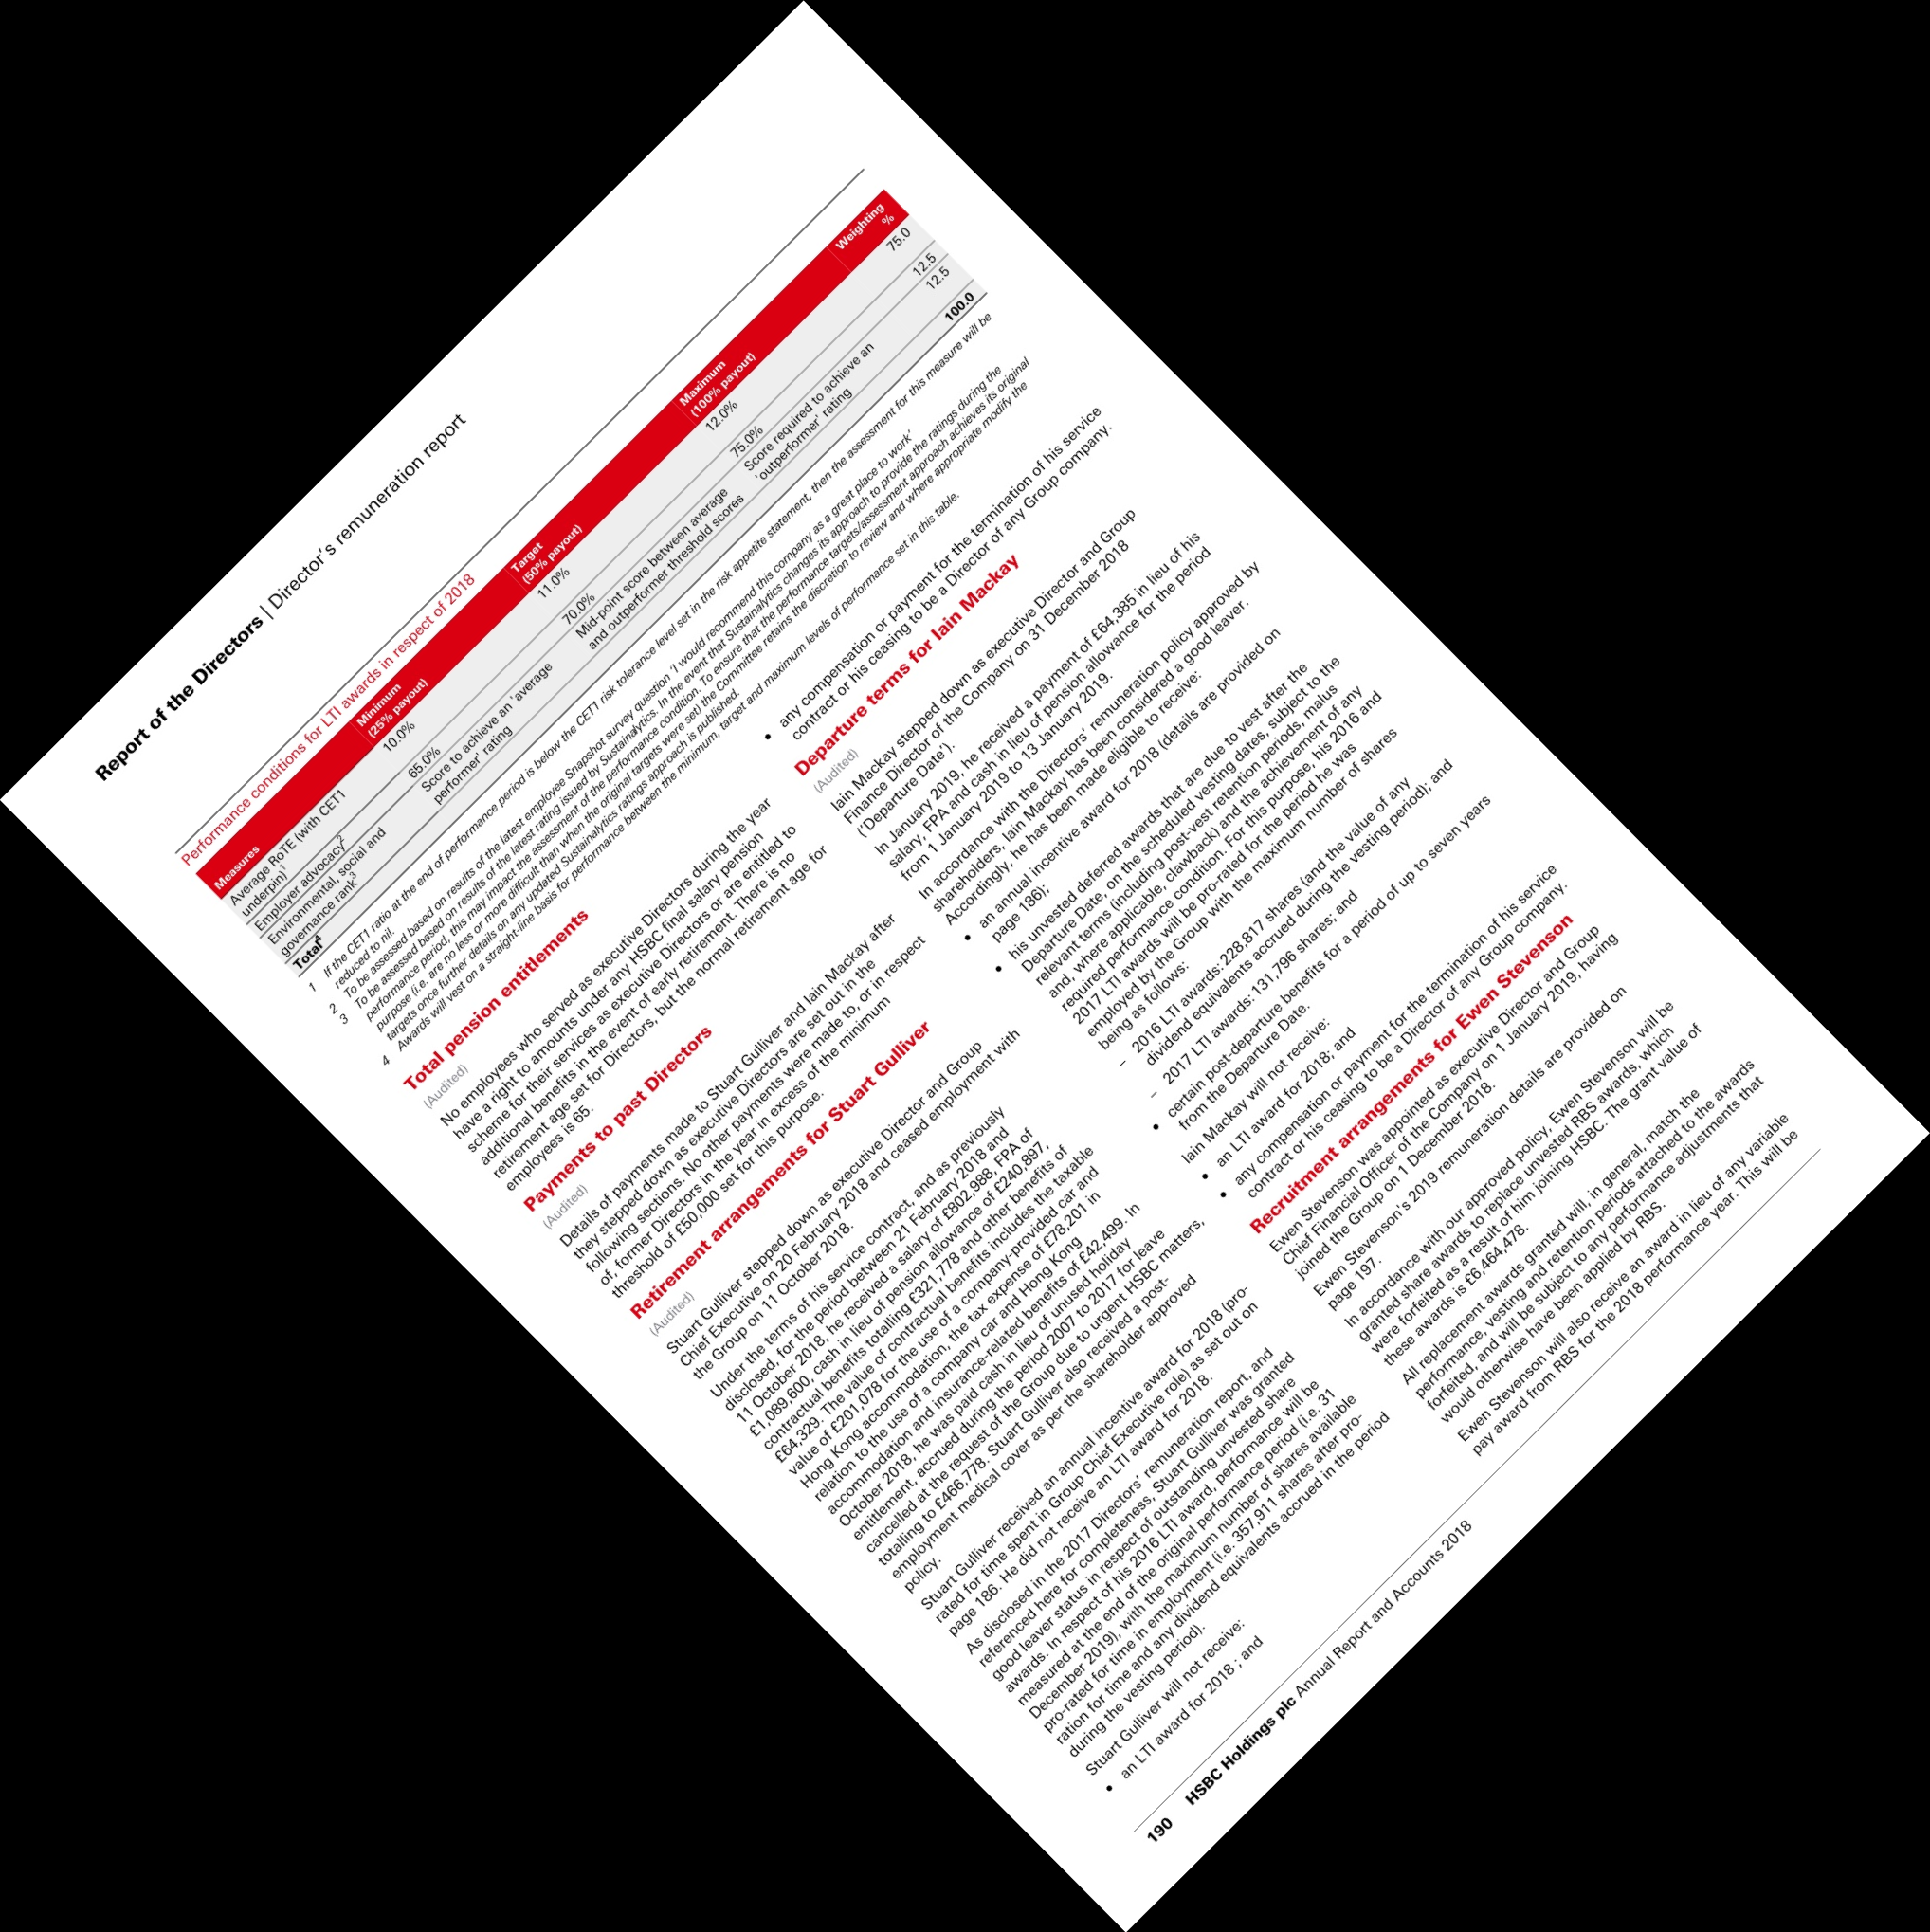 Report of the Directors | Director's remuneration report
Performance conditions for LTI awards in respect of 2018
Measures Minimum (25% payout) Target (50% payout) Maximum (100% payout) Weighting %
Average RoTE (with CET1 underpin)1 10.0% 11.0% 12.0% 75.0
Employer advocacy2 65.0% 70.0% 75.0% 12.5
Environmental, social and governance rank3 Score to achieve an 'average performer' rating Mid-point score between average and outperformer threshold scores Score required to achieve an 'outperformer' rating 12.5
Total4 100.0
1 If the CET1 ratio at the end of performance period is below the CET1 risk tolerance level set in the risk appetite statement, then the assessment for this measure will be
reduced to nil.
2 To be assessed based on results of the latest employee Snapshot survey question 'I would recommend this company as a great place to work'
3 To be assessed based on results of the latest rating issued by Sustainalytics. In the event that Sustainalytics changes its approach to provide the ratings during the
performance period, this may impact the assessment of the performance condition. To ensure that the performance targets/assessment approach achieves its original
purpose (i.e. are no less or more difficult than when the original targets were set) the Committee retains the discretion to review and where appropriate modify the
targets once further details on any updated Sustainalytics ratings approach is published.
4 Awards will vest on a straight-line basis for performance between the minimum, target and maximum levels of performance set in this table.
Total pension entitlements
(Audited)
No employees who served as executive Directors during the year
have a right to amounts under any HSBC final salary pension
scheme for their services as executive Directors or are entitled to
additional benefits in the event of early retirement. There is no
retirement age set for Directors, but the normal retirement age for
employees is 65.
Payments to past Directors
(Audited)
Details of payments made to Stuart Gulliver and Iain Mackay after
they stepped down as executive Directors are set out in the
following sections. No other payments were made to, or in respect
of, former Directors in the year in excess of the minimum
threshold of £50,000 set for this purpose.
Retirement arrangements for Stuart Gulliver
(Audited)
Stuart Gulliver stepped down as executive Director and Group
Chief Executive on 20 February 2018 and ceased employment with
the Group on 11 October 2018.
Under the terms of his service contract, and as previously
disclosed, for the period between 21 February 2018 and
11 October 2018, he received a salary of £802,988, FPA of
£1,089,600, cash in lieu of pension allowance of £240,897,
contractual benefits totalling £321,778 and other benefits of
£64,329. The value of contractual benefits includes the taxable
value of £201,078 for the use of a company-provided car and
Hong Kong accommodation, the tax expense of £78,201 in
relation to the use of a company car and Hong Kong
accommodation and insurance-related benefits of £42,499. In
October 2018, he was paid cash in lieu of unused holiday
entitlement, accrued during the period 2007 to 2017 for leave
cancelled at the request of the Group due to urgent HSBC matters,
totalling to £466,778. Stuart Gulliver also received a post-
employment medical cover as per the shareholder approved
policy.
Stuart Gulliver received an annual incentive award for 2018 (pro-
rated for time spent in Group Chief Executive role) as set out on
page 186. He did not receive an LTI award for 2018.
As disclosed in the 2017 Directors' remuneration report, and
referenced here for completeness, Stuart Gulliver was granted
good leaver status in respect of outstanding unvested share
awards. In respect of his 2016 LTI award, performance will be
measured at the end of the original performance period (i.e. 31
December 2019), with the maximum number of shares available
pro-rated for time in employment (i.e. 357,911 shares after pro-
ration for time and any dividend equivalents accrued in the period
during the vesting period).
Stuart Gulliver will not receive:
• an LTI award for 2018 ; and
• any compensation or payment for the termination of his service
contract or his ceasing to be a Director of any Group company.
Departure terms for Iain Mackay
(Audited)
Iain Mackay stepped down as executive Director and Group
Finance Director of the Company on 31 December 2018
('Departure Date').
In January 2019, he received a payment of £64,385 in lieu of his
salary, FPA and cash in lieu of pension allowance for the period
from 1 January 2019 to 13 January 2019.
In accordance with the Directors' remuneration policy approved by
shareholders, Iain Mackay has been considered a good leaver.
Accordingly, he has been made eligible to receive:
• an annual incentive award for 2018 (details are provided on
page 186);
• his unvested deferred awards that are due to vest after the
Departure Date, on the scheduled vesting dates, subject to the
relevant terms (including post-vest retention periods, malus
and, where applicable, clawback) and the achievement of any
required performance condition. For this purpose, his 2016 and
2017 LTI awards will be pro-rated for the period he was
employed by the Group with the maximum number of shares
being as follows:
– 2016 LTI awards: 228,817 shares (and the value of any
dividend equivalents accrued during the vesting period); and
– 2017 LTI awards: 131,796 shares; and
• certain post-departure benefits for a period of up to seven years
from the Departure Date.
Iain Mackay will not receive:
• an LTI award for 2018; and
• any compensation or payment for the termination of his service
contract or his ceasing to be a Director of any Group company.
Recruitment arrangements for Ewen Stevenson
Ewen Stevenson was appointed as executive Director and Group
Chief Financial Officer of the Company on 1 January 2019, having
joined the Group on 1 December 2018.
Ewen Stevenson's 2019 remuneration details are provided on
page 197.
In accordance with our approved policy, Ewen Stevenson will be
granted share awards to replace unvested RBS awards, which
were forfeited as a result of him joining HSBC. The grant value of
these awards is £6,464,478.
All replacement awards granted will, in general, match the
performance, vesting and retention periods attached to the awards
forfeited, and will be subject to any performance adjustments that
would otherwise have been applied by RBS.
Ewen Stevenson will also receive an award in lieu of any variable
pay award from RBS for the 2018 performance year. This will be
190 HSBC Holdings plc Annual Report and Accounts 2018